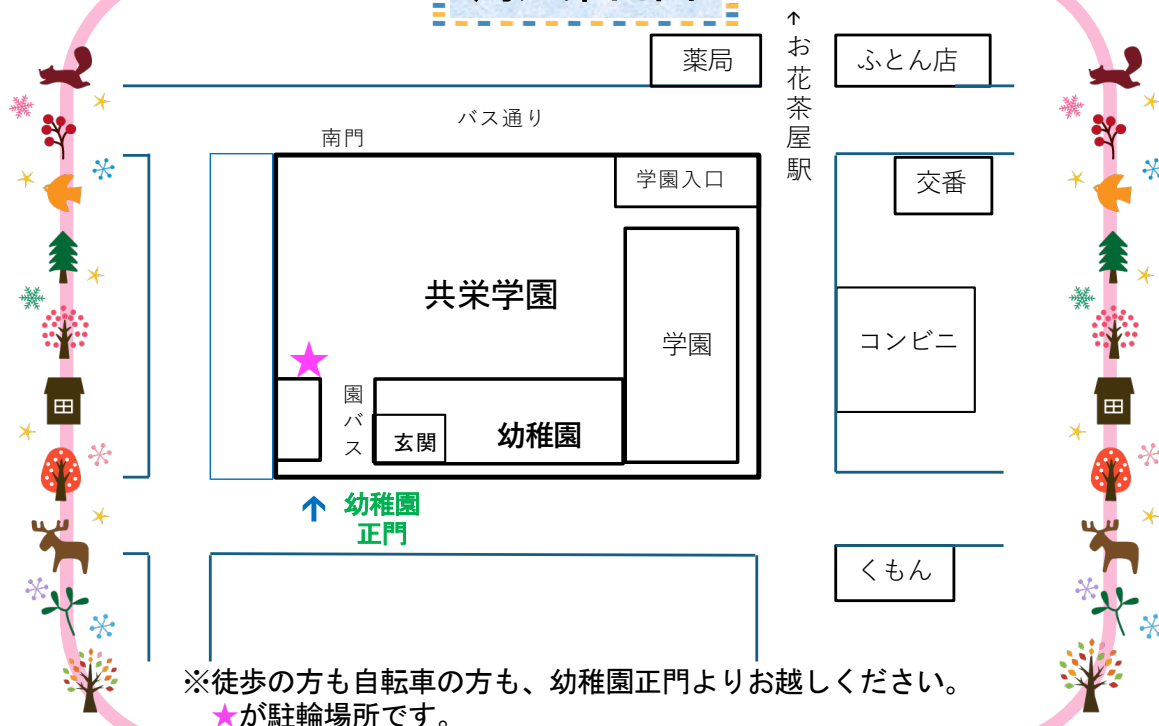 ↑お花茶屋駅
薬局
ふとん店
バス通り
南門
学園入口
交番
共栄学園
学園
コンビニ
★
園バス
玄関
幼稚園
↑ 幼稚園
正門
くもん
※徒歩の方も自転車の方も、幼稚園正門よりお越しください。
★が駐輪場所です。